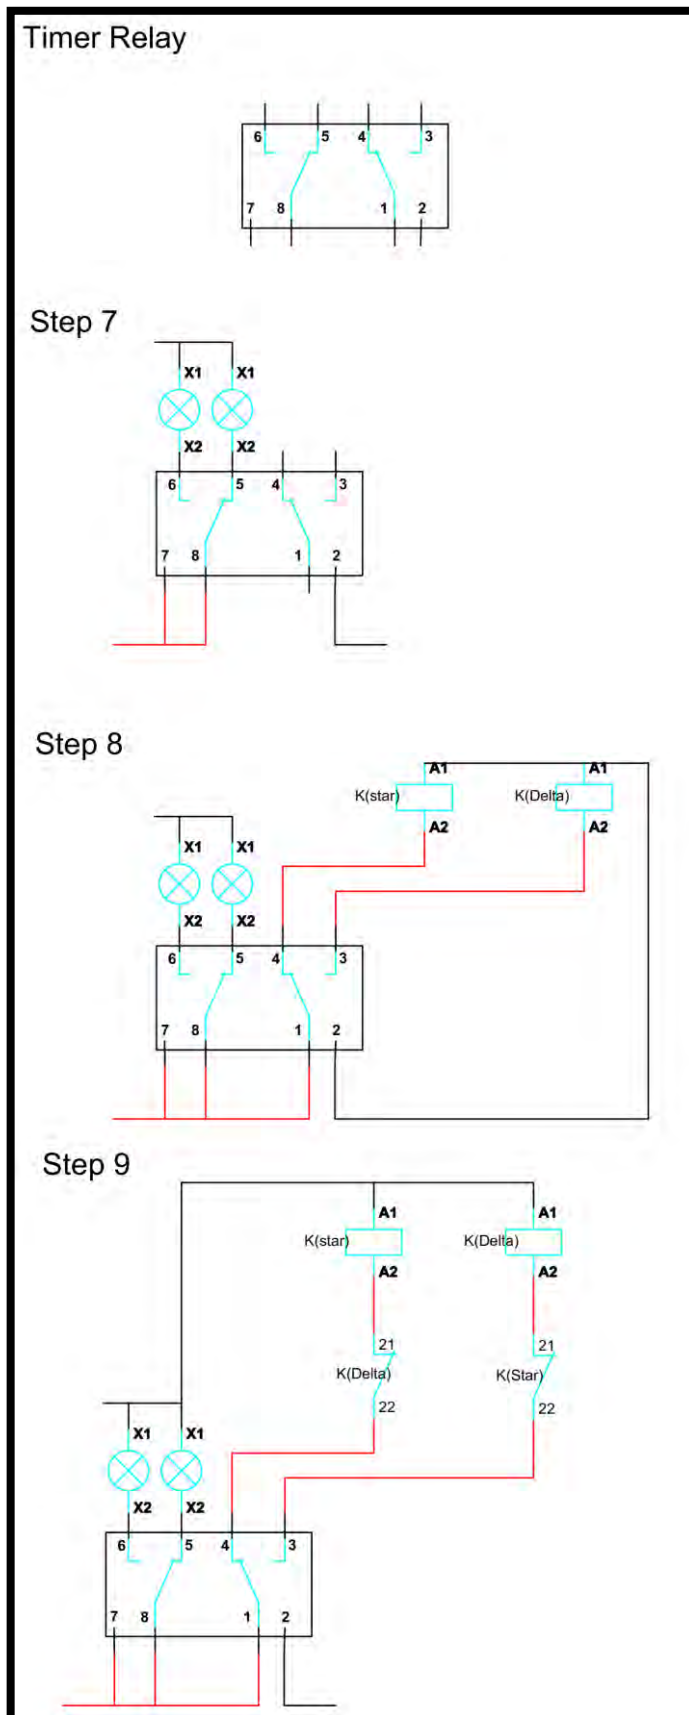 Timer Relay
6 5 4 3
7 8 1 2
Step 7
X1 X1
X2 X2
6 5 4 3
7 8 1 2
Step 8
A1 A1
K(star) K(Delta)
A2 A2
X1 X1
X2 X2
6 5 4 3
7 8 1 2
Step 9
A1 A1
K(star) K(Delta)
A2 A2
21 21
K(Delta) K(Star)
22 22
X1 X1
X2 X2
6 5 4 3
7 8 1 2